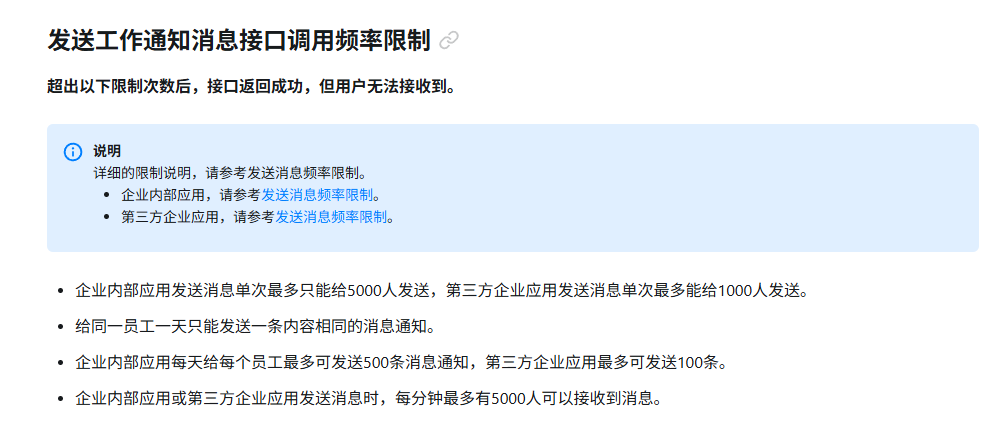 发送工作通知消息接口调用频率限制
超出以下限制次数后，接口返回成功，但用户无法接收到。
说明
详细的限制说明，请参考发送消息频率限制。
• 企业内部应用，请参考发送消息频率限制。
• 第三方企业应用，请参考发送消息频率限制。
• 企业内部应用发送消息单次最多只能给5000人发送，第三方企业应用发送消息单次最多能给1000人发送。
• 给同一员工一天只能发送一条内容相同的消息通知。
• 企业内部应用每天给每个员工最多可发送500条消息通知，第三方企业应用最多可发送100条。
• 企业内部应用或第三方企业应用发送消息时，每分钟最多有5000人可以接收到消息。